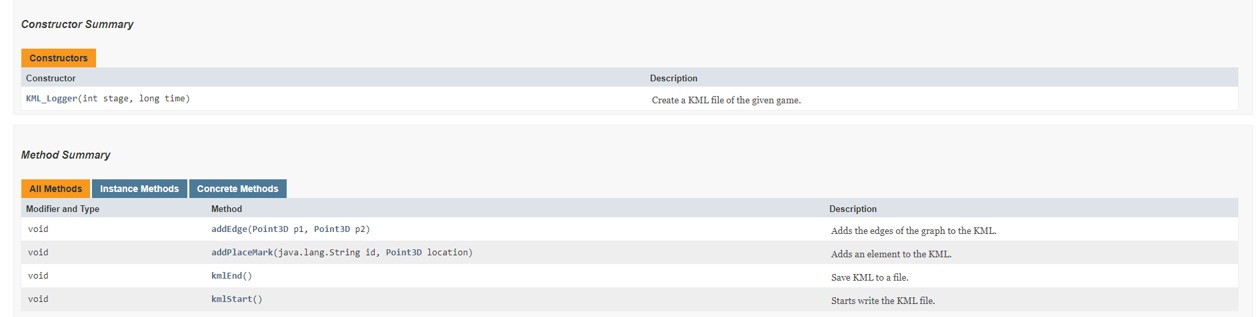 Constructor Summary
Constructors
Constructor Description
KML_Logger(int stage, long time) Create a KML file of the given game.
Method Summary
All Methods Instance Methods Concrete Methods
Modifier and Type Method Description
void addEdge(Point3D p1, Point3D p2) Adds the edges of the graph to the KML.
void addPlaceMark(java.lang.String id, Point3D location) Adds an element to the KML.
void kmlEnd() Save KML to a file.
void kmlStart() Starts write the KML file.